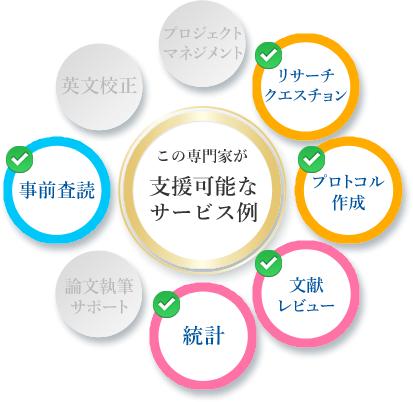 プロジェクト
マネジメント
リサーチ
クエスチョン
英文校正
この専門家が
支援可能な
サービス例
事前査読
プロトコル
作成
論文執筆
サポート
文献
レビュー
統計